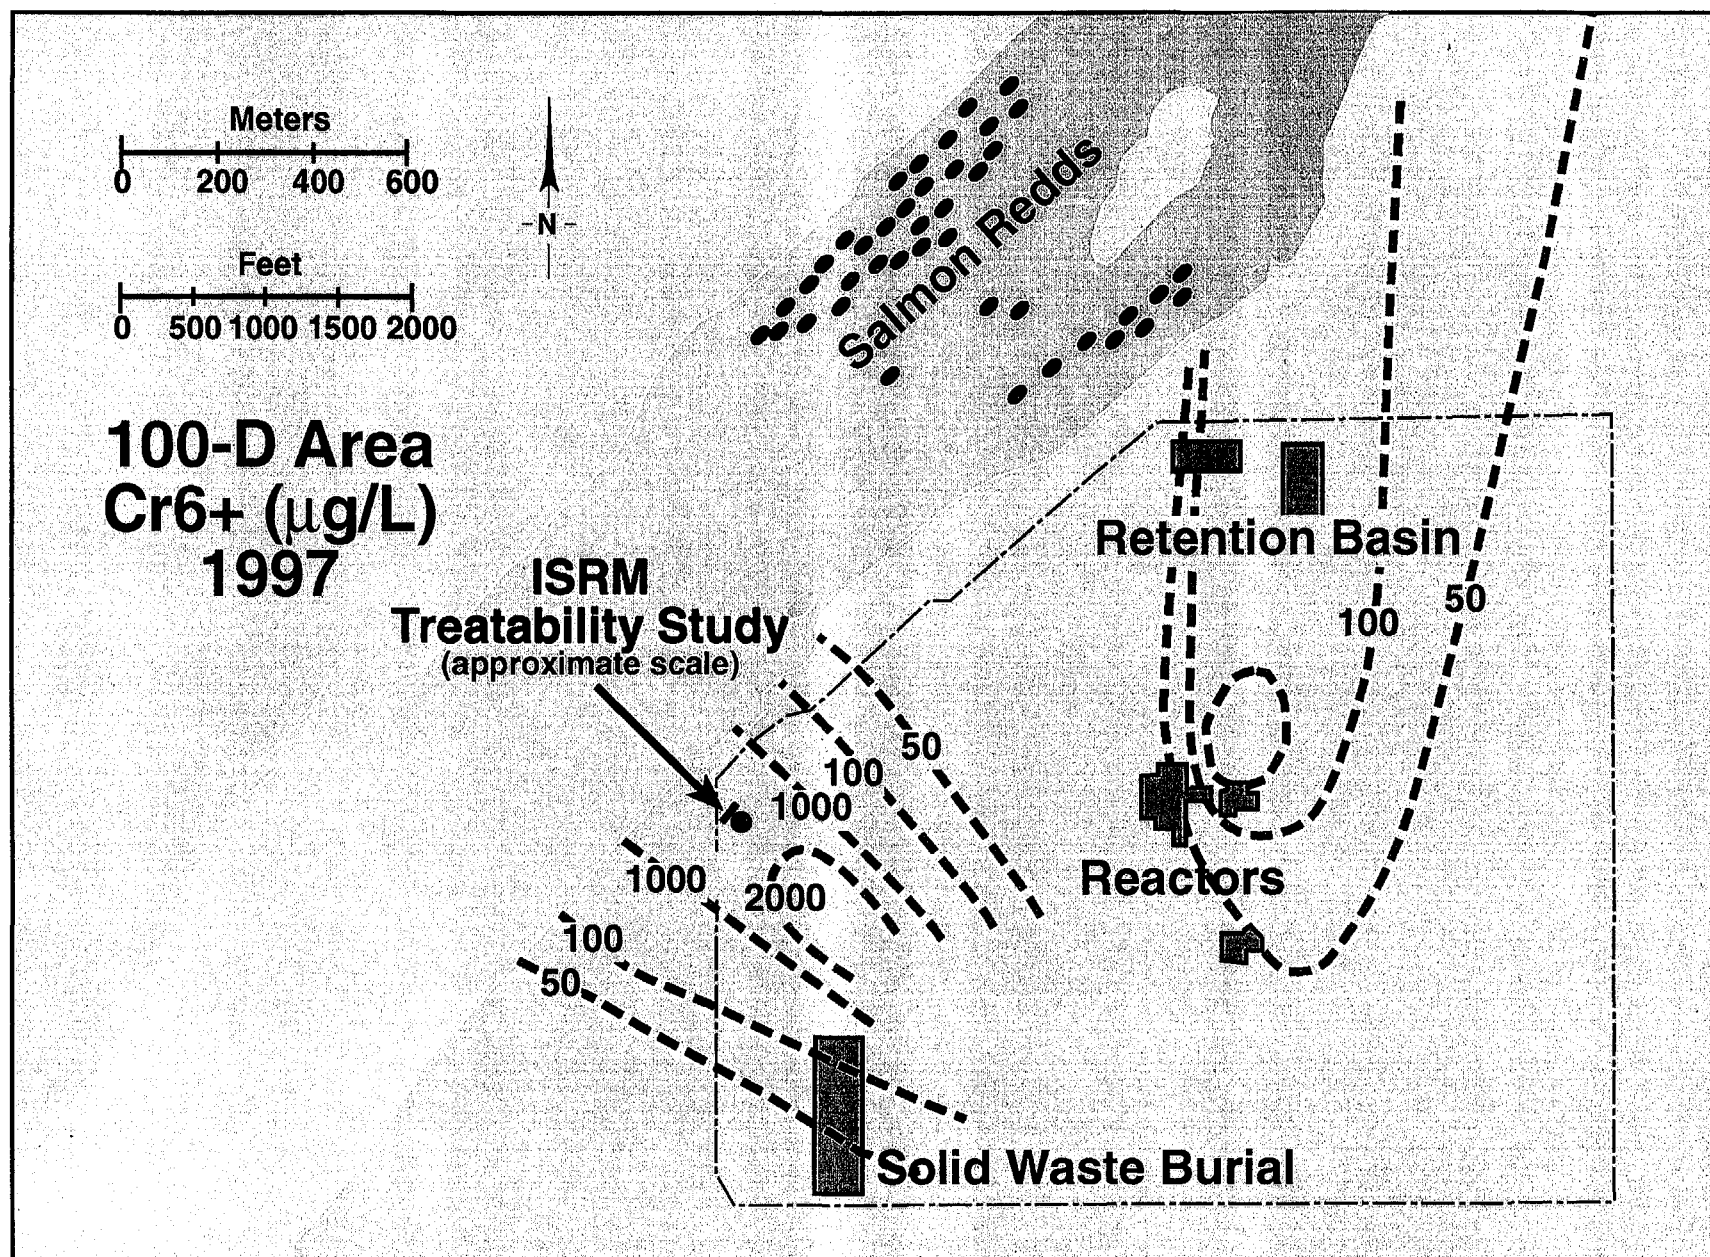 Meters
0 200 400 600
-N-
Feet
0 500 1000 1500 2000
Salmon Redds
100-D Area
Cr6+ (μg/L)
1997
ISRM
Treatability Study
(approximate scale)
Retention Basin
100
50
50
100
1000
1000
2000
100
50
Reactors
Solid Waste Burial